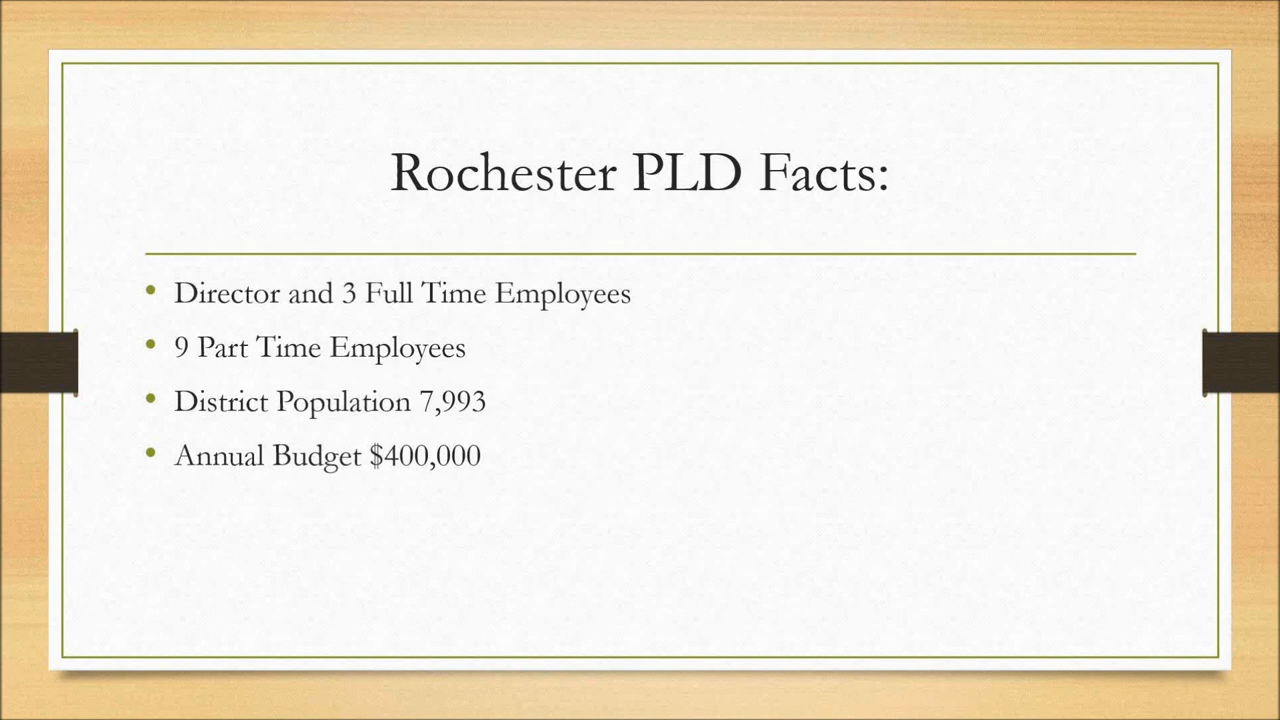 Rochester PLD Facts:
• Director and 3 Full Time Employees
• 9 Part Time Employees
• District Population 7,993
• Annual Budget $400,000